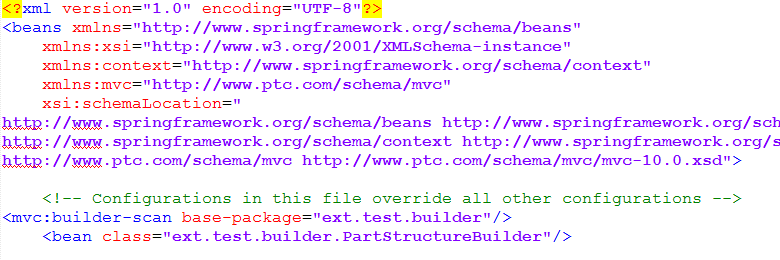 <?xml version="1.0" encoding="UTF-8"?>
<beans xmlns="http://www.springframework.org/schema/beans"
xmlns:xsi="http://www.w3.org/2001/XMLSchema-instance"
xmlns:context="http://www.springframework.org/schema/context"
xmlns:mvc="http://www.ptc.com/schema/mvc"
xsi:schemaLocation="
http://www.springframework.org/schema/beans http://www.springframework.org/sch
http://www.springframework.org/schema/context http://www.springframework.org/s
http://www.ptc.com/schema/mvc http://www.ptc.com/schema/mvc/mvc-10.0.xsd">
<!-- Configurations in this file override all other configurations -->
<mvc:builder-scan base-package="ext.test.builder"/>
<bean class="ext.test.builder.PartStructureBuilder"/>